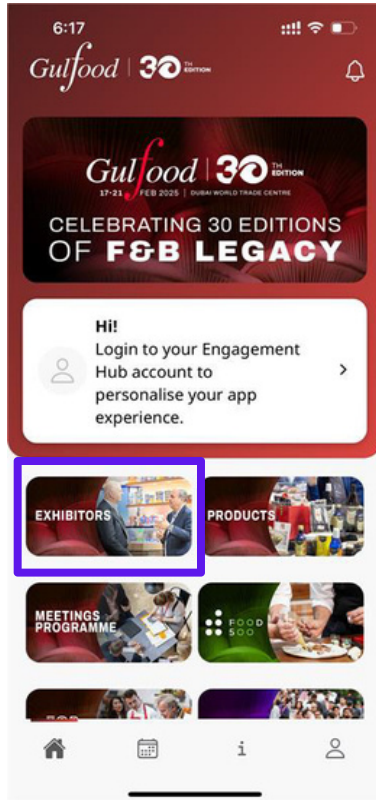 6:17
Gulfood 30 TH EDITION
Gulfood 30 TH EDITION
17-21 FEB 2025 | DUBAI WORLD TRADE CENTRE
CELEBRATING 30 EDITIONS
OF F&B LEGACY
Hi!
Login to your Engagement
Hub account to
personalise your app
experience.
EXHIBITORS
PRODUCTS
MEETINGS
PROGRAMME
FOOD
500